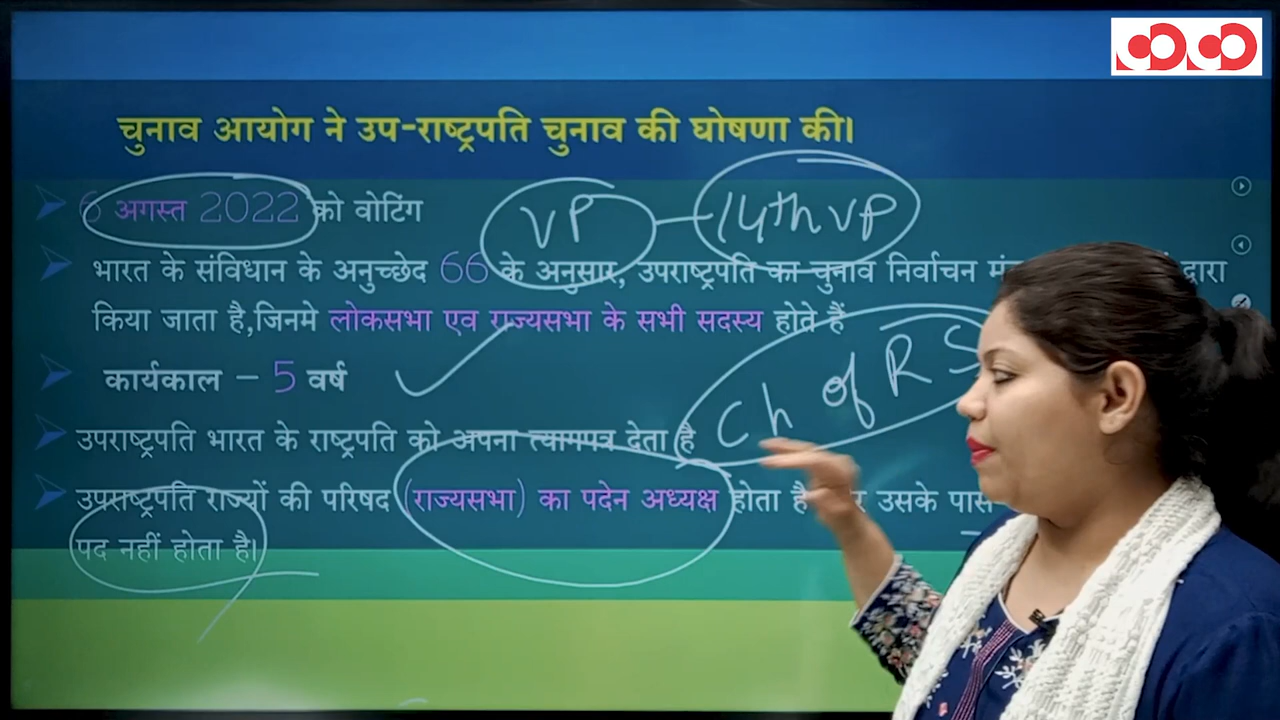 चुनाव आयोग ने उप-राष्ट्रपति चुनाव की घोषणा की।
6 अगस्त 2022 को वोटिंग
VP 14th VP
भारत के संविधान के अनुच्छेद 66 के अनुसार, उपराष्ट्रपति का चुनाव निर्वाचन द्वारा
किया जाता है,जिनमे लोकसभा एव राज्यसभा के सभी सदस्य होते हैं
कार्यकाल – 5 वर्ष
Ch of RS
उपराष्ट्रपति भारत के राष्ट्रपति को अपना त्यागपत्र देता है
उपराष्ट्रपति राज्यों की परिषद (राज्यसभा) का पदेन अध्यक्ष होता है उसके पास
पद नहीं होता है।